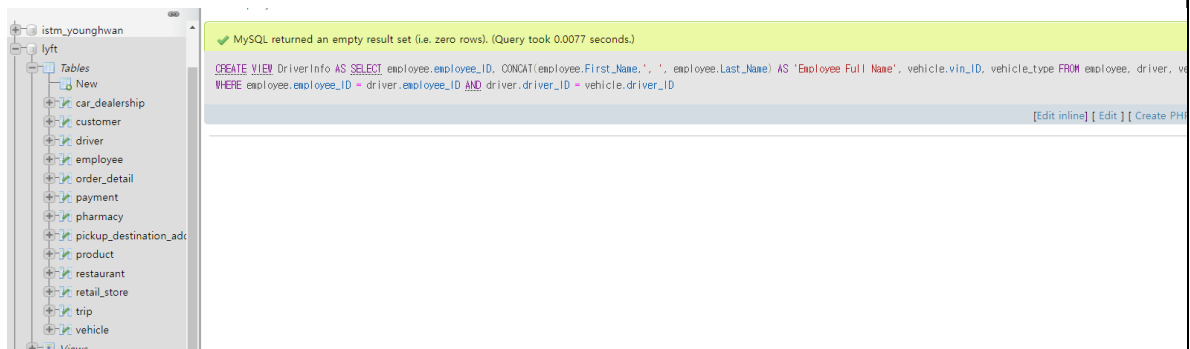 istm_younghwan
lyft
Tables
New
car_dealership
customer
driver
employee
order_detail
payment
pharmacy
pickup_destination_adc
product
restaurant
retail_store
trip
vehicle
Views
MySQL returned an empty result set (i.e. zero rows). (Query took 0.0077 seconds.)
CREATE VIEW DriverInfo AS SELECT employee.employee_ID, CONCAT(employee.First_Name,', ', employee.Last_Name) AS 'Employee Full Name', vehicle.vin_ID, vehicle_type FROM employee, driver, ve
WHERE employee.employee_ID = driver.employee_ID AND driver.driver_ID = vehicle.driver_ID
[Edit inline] [ Edit ] [ Create PHP